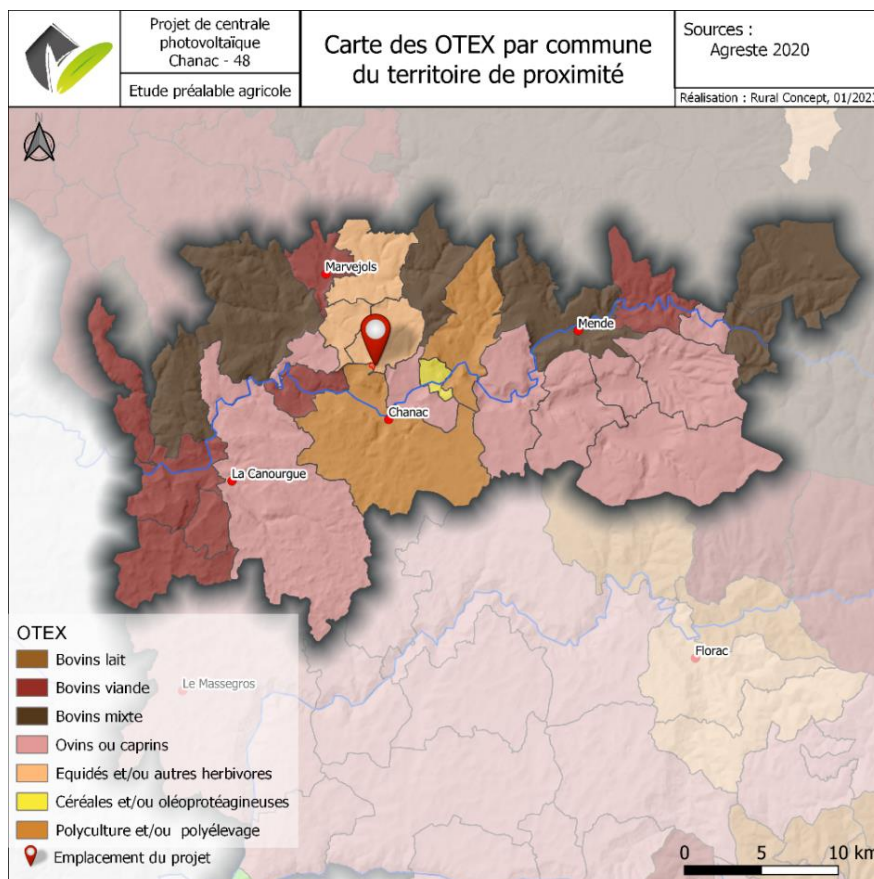 Projet de centrale
photovoltaïque
Chanac - 48
Etude préalable agricole
Carte des OTEX par commune
du territoire de proximité
Sources :
Agreste 2020
Réalisation : Rural Concept, 01/2023
N
Marvejols
Mende
Chanac
La Canourgue
Le Massegros
Florac
OTEX
Bovins lait
Bovins viande
Bovins mixte
Ovins ou caprins
Equidés et/ou autres herbivores
Céréales et/ou oléoprotéagineuses
Polyculture et/ou polyélevage
Emplacement du projet
0 5 10 km